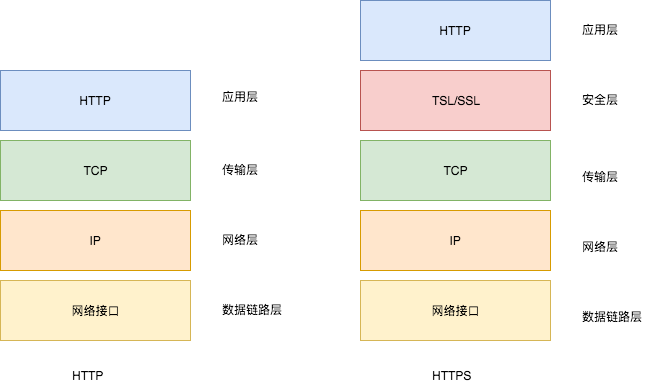 HTTP
应用层
HTTP
应用层
TSL/SSL
安全层
TCP
传输层
TCP
传输层
IP
网络层
IP
网络层
网络接口
数据链路层
网络接口
数据链路层
HTTP
HTTPS